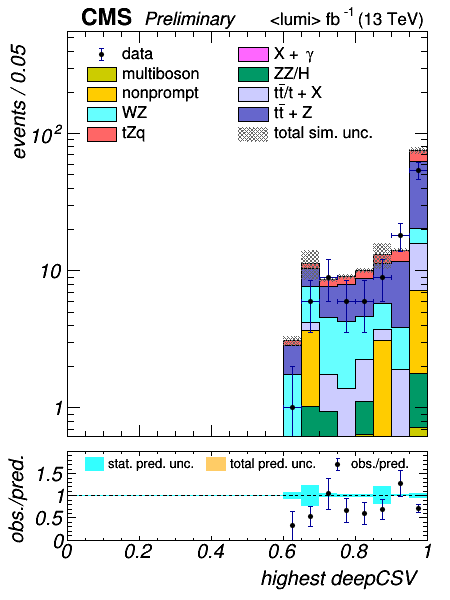 CMS Preliminary <lumi> fb⁻¹ (13 TeV)
events / 0.05
data
multiboson
nonprompt
WZ
tZq
X + γ
ZZ/H
tt̄/t + X
tt̄ + Z
total sim. unc.
10²
10
1
obs./pred.
stat. pred. unc. total pred. unc. obs./pred.
1.5
1
0.5
0
0 0.2 0.4 0.6 0.8 1
highest deepCSV